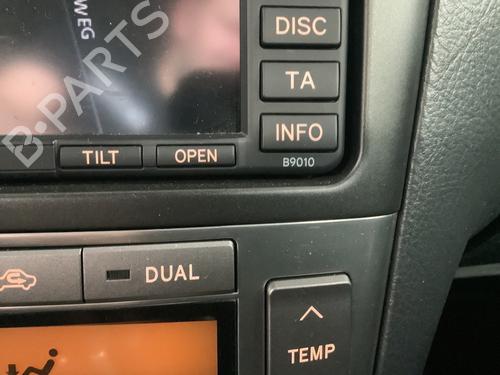 WEG
DISC
TA
INFO
B9010
TILT OPEN
DUAL
TEMP
B-PARTS